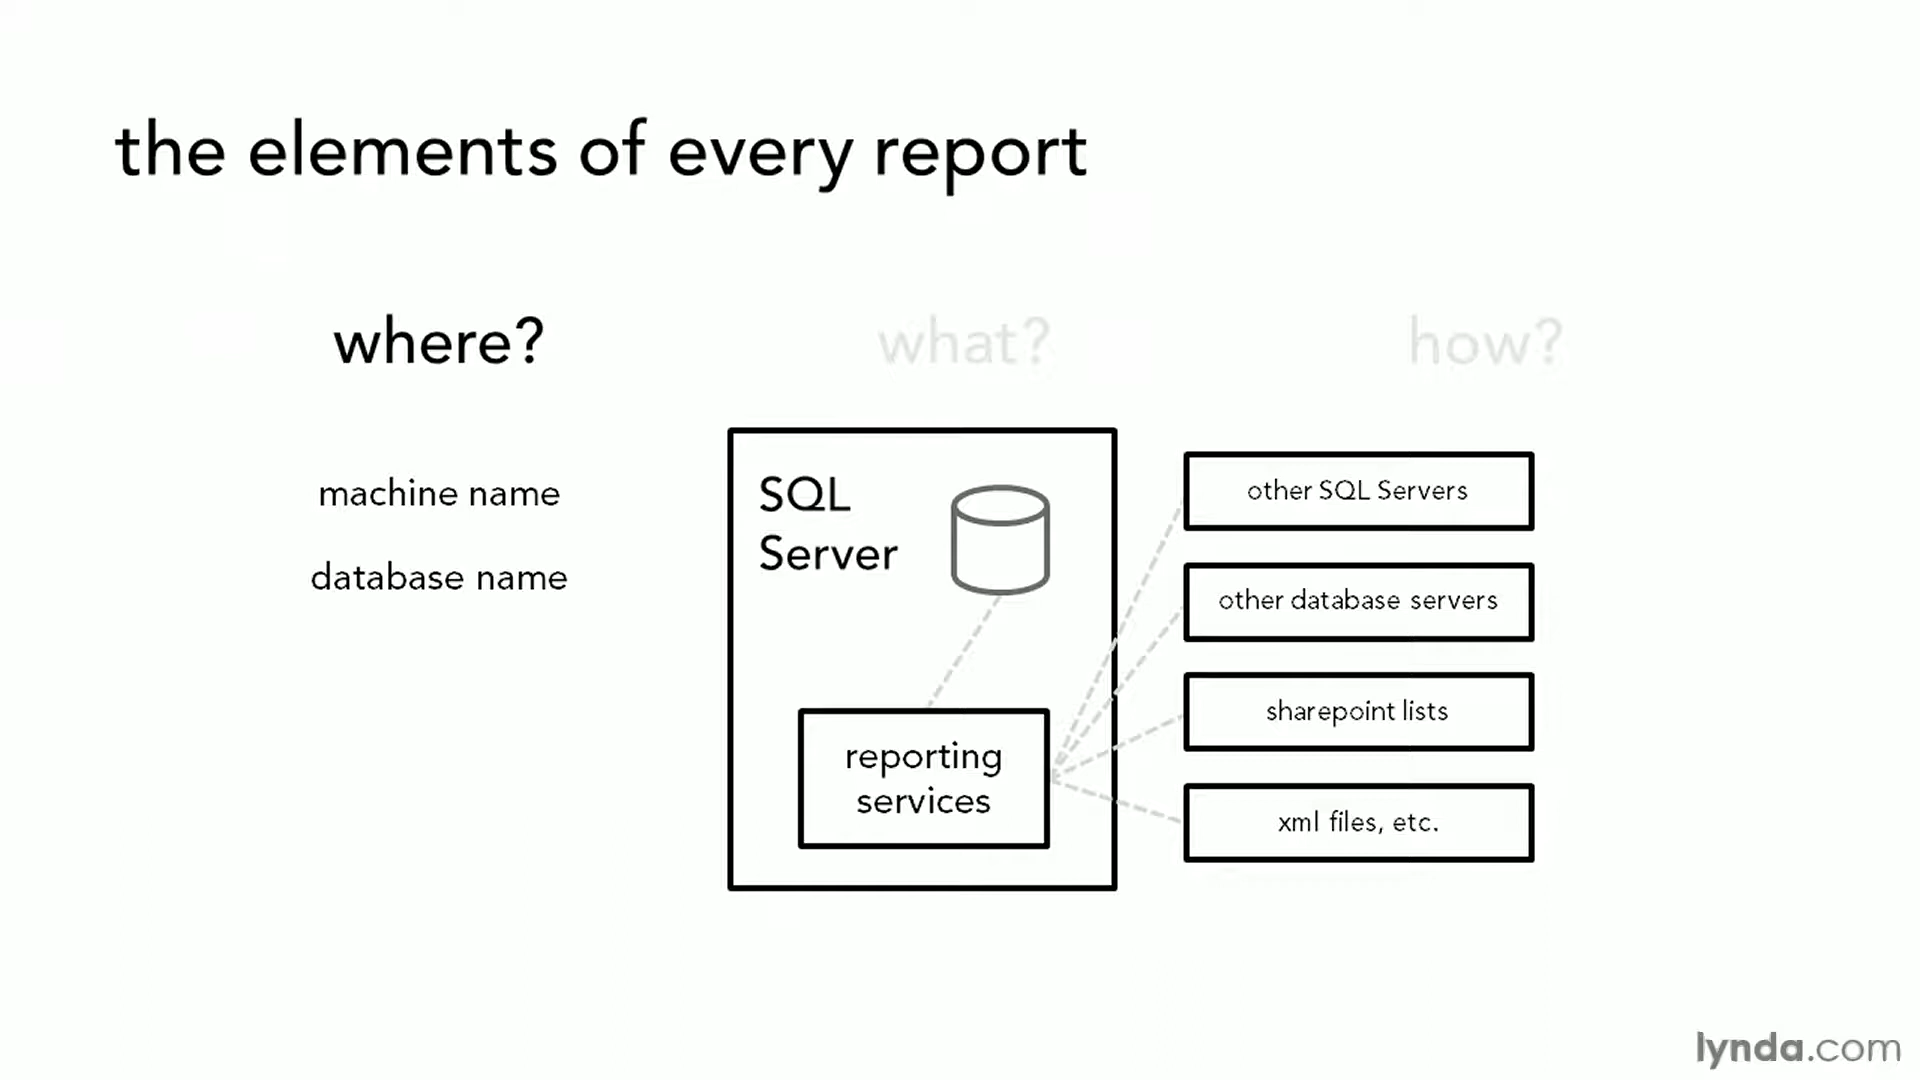 the elements of every report
where?
what?
how?
machine name
database name
SQL
Server
reporting
services
other SQL Servers
other database servers
sharepoint lists
xml files, etc.
lynda.com